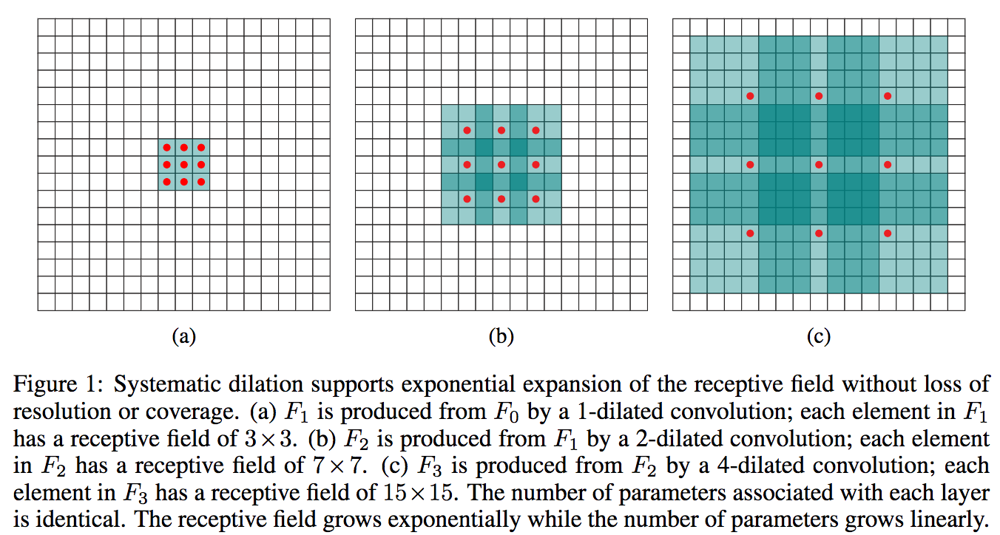 (a) (b) (c)
Figure 1: Systematic dilation supports exponential expansion of the receptive field without loss of
resolution or coverage. (a) F₁ is produced from F₀ by a 1-dilated convolution; each element in F₁
has a receptive field of 3×3. (b) F₂ is produced from F₁ by a 2-dilated convolution; each element
in F₂ has a receptive field of 7×7. (c) F₃ is produced from F₂ by a 4-dilated convolution; each
element in F₃ has a receptive field of 15×15. The number of parameters associated with each layer
is identical. The receptive field grows exponentially while the number of parameters grows linearly.